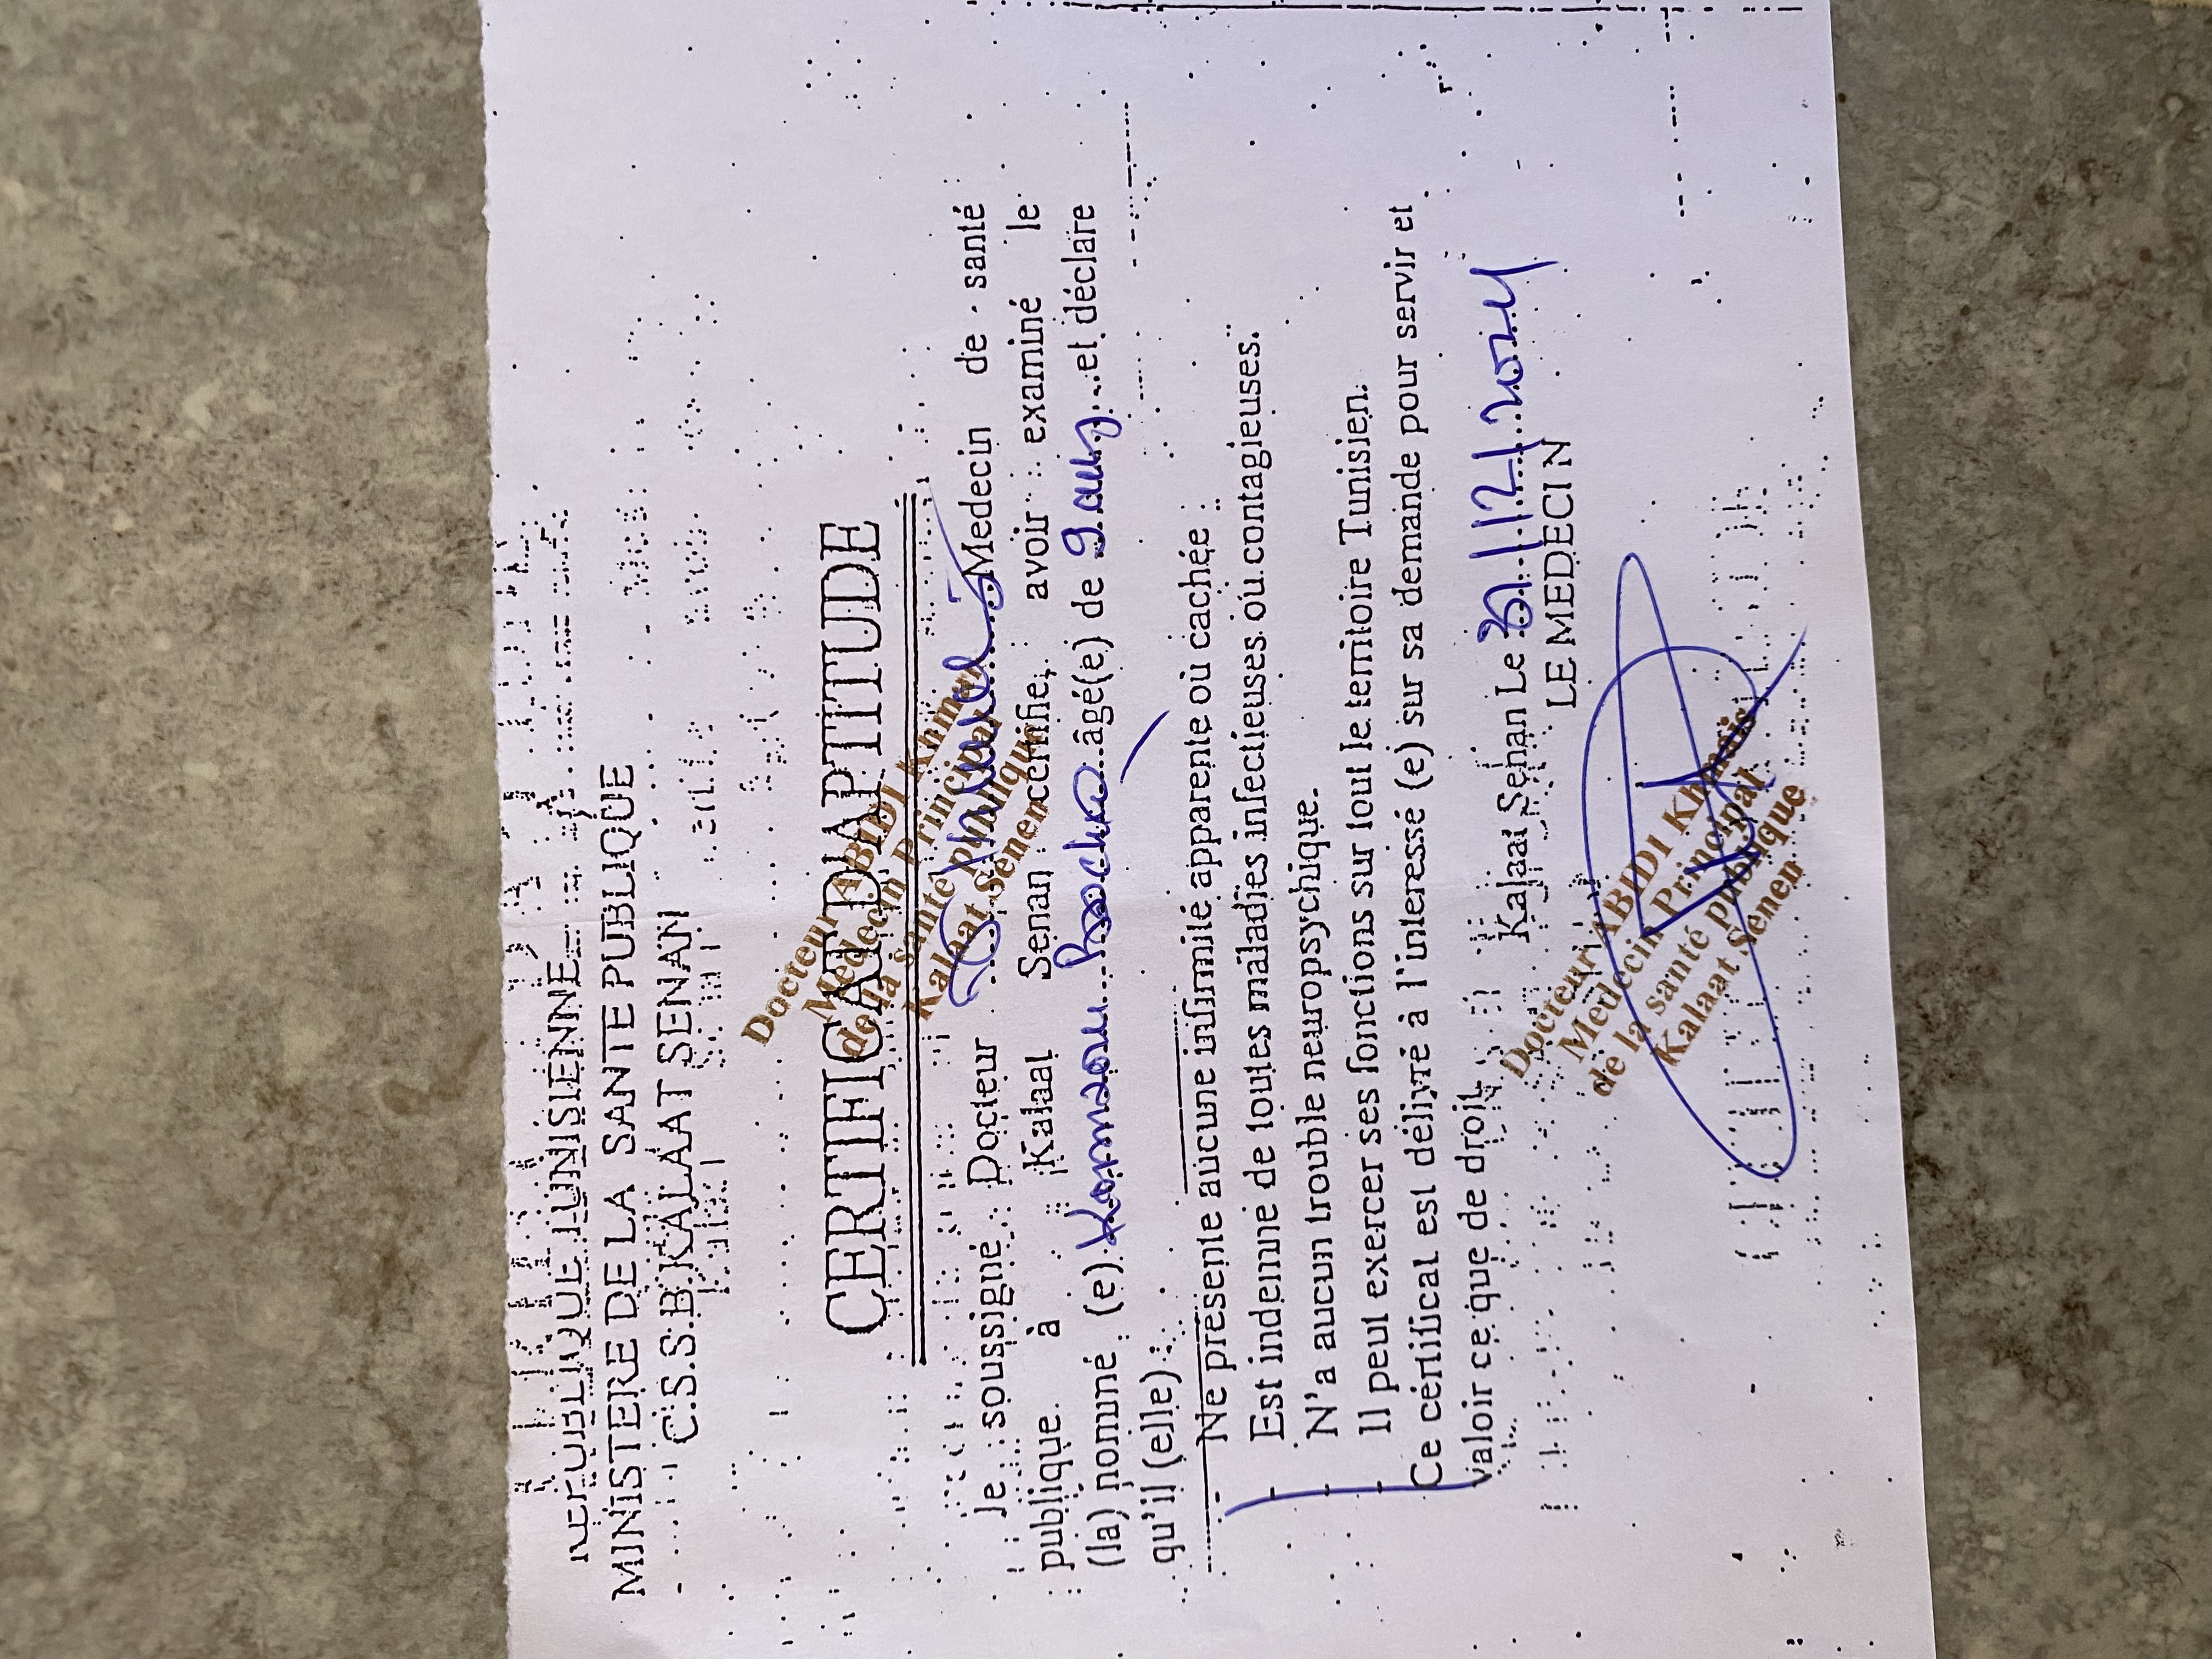 REPUBLIQUE TUNISIENNE
MINISTERE DE LA SANTE PUBLIQUE
C.S.S.B KALAAT SENAN
CERTIFICAT D'APTITUDE
Docteur ABIDI Khmais
Médecin Principal
de la santé publique
Kalaat Senen
Je soussigné Docteur Medecin de santé
publique à Kalaat Senan certifie, avoir examiné le
(la) nommé (e) âgé(e) de 9 ans et déclare
qu'il (elle) :
Ne présente aucune infirmité apparente où cachée :
Est indemne de toutes maladies infectieuses ou contagieuses.
- N'a aucun trouble neuropsychique.
- Il peut exercer ses fonctions sur tout le territoire Tunisien.
Ce certificat est délivré à l'interessé (e) sur sa demande pour servir et
valoir ce que de droit
Kalaat Senan Le 12/2024
LE MEDECIN
Docteur ABIDI Khmais
Médecin Principal
de la santé publique
Kalaat Senen